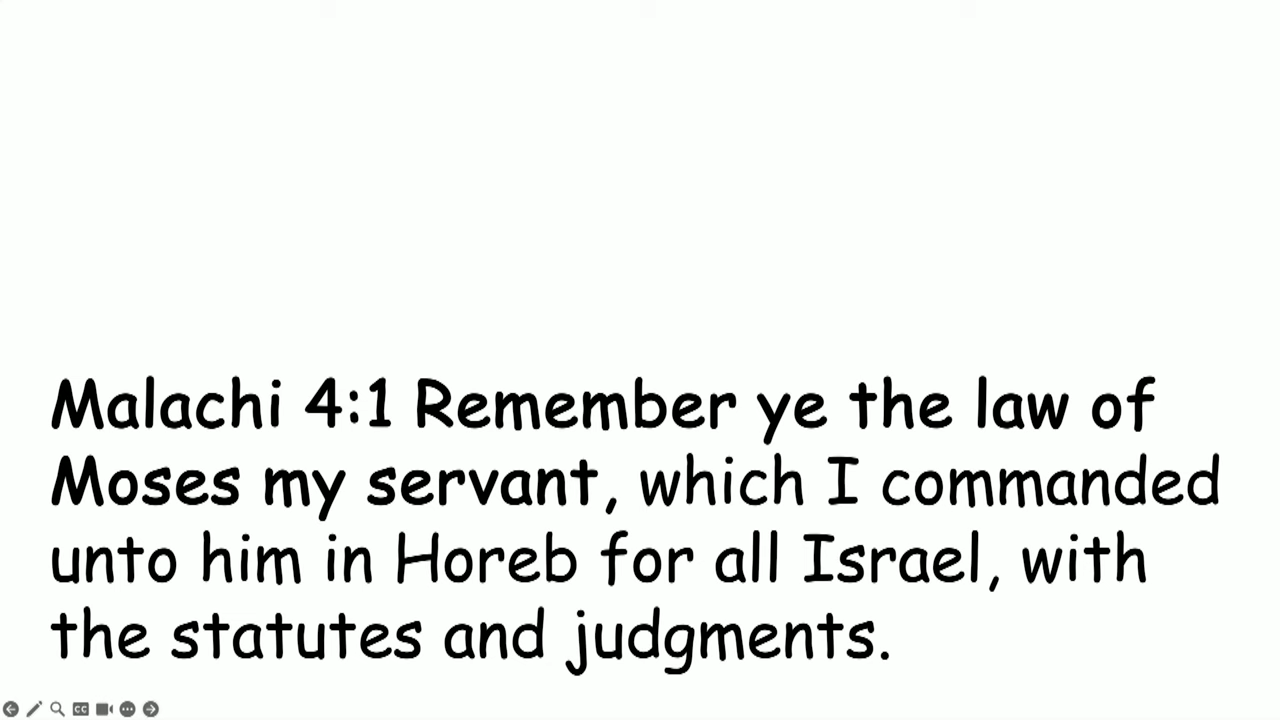 Malachi 4:1 Remember ye the law of
Moses my servant, which I commanded
unto him in Horeb for all Israel, with
the statutes and judgments.
CC